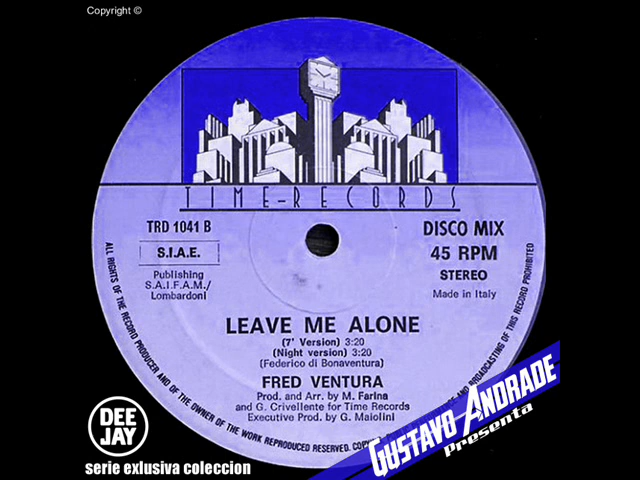 Copyright ©
TIME-RECORDS
TRD 1041 B
DISCO MIX
S.I.A.E.
45 RPM
STEREO
Publishing
S.A.I.F.A.M./
Lombardoni
Made in Italy
LEAVE ME ALONE
(7' Version) 3:20
(Night version) 3:20
(Federico di Bonaventura)
FRED VENTURA
Prod. and Arr. by M. Farina
and G. Crivellente for Time Records
Executive Prod. by G. Maiolini
ALL RIGHTS OF THE RECORD PRODUCER AND OF THE OWNER OF THE WORK REPRODUCED RESERVED. COPYING
AND BROADCASTING OF THIS RECORD PROHIBITED
DEE
JAY
serie exlusiva coleccion
GUSTAVO ANDRADE
Presenta